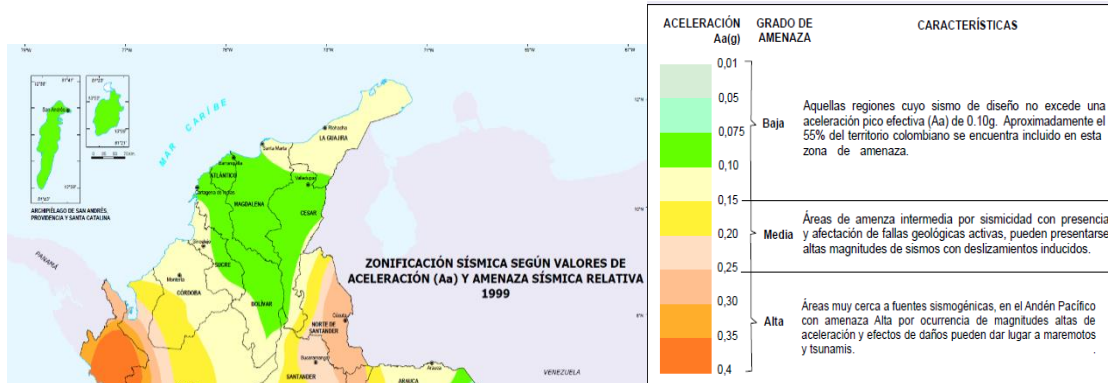 MAR CARÍBE
San Andrés
ARCHIPIÉLAGO DE SAN ANDRÉS,
PROVIDENCIA Y SANTA CATALINA
Riohacha
LA GUAJIRA
Santa Marta
Barranquilla
ATLÁNTICO
Valledupar
Cartagena de Indias
MAGDALENA
CESAR
Sincelejo
PANAMÁ
SUCRE
Montería
CÓRDOBA
BOLÍVAR
NORTE DE
SANTANDER
Cúcuta
Bucaramanga
SANTANDER
Arauca
ARAUCA
VENEZUELA
ZONIFICACIÓN SÍSMICA SEGÚN VALORES DE
ACELERACIÓN (Aa) Y AMENAZA SÍSMICA RELATIVA
1999
ACELERACIÓN
Aa(g)
GRADO DE
AMENAZA
CARACTERÍSTICAS
0,01
0,05
0,075
0,10
0,15
0,20
0,25
0,30
0,35
0,4
Baja
Aquellas regiones cuyo sismo de diseño no excede una
aceleración pico efectiva (Aa) de 0.10g. Aproximadamente el
55% del territorio colombiano se encuentra incluido en esta
zona de amenaza.
Media
Áreas de amenza intermedia por sismicidad con presencia
y afectación de fallas geológicas activas, pueden presentarse
altas magnitudes de sismos con deslizamientos inducidos.
Alta
Áreas muy cerca a fuentes sismogénicas, en el Andén Pacífico
con amenaza Alta por ocurrencia de magnitudes altas de
aceleración y efectos de daños pueden dar lugar a maremotos
y tsunamis.